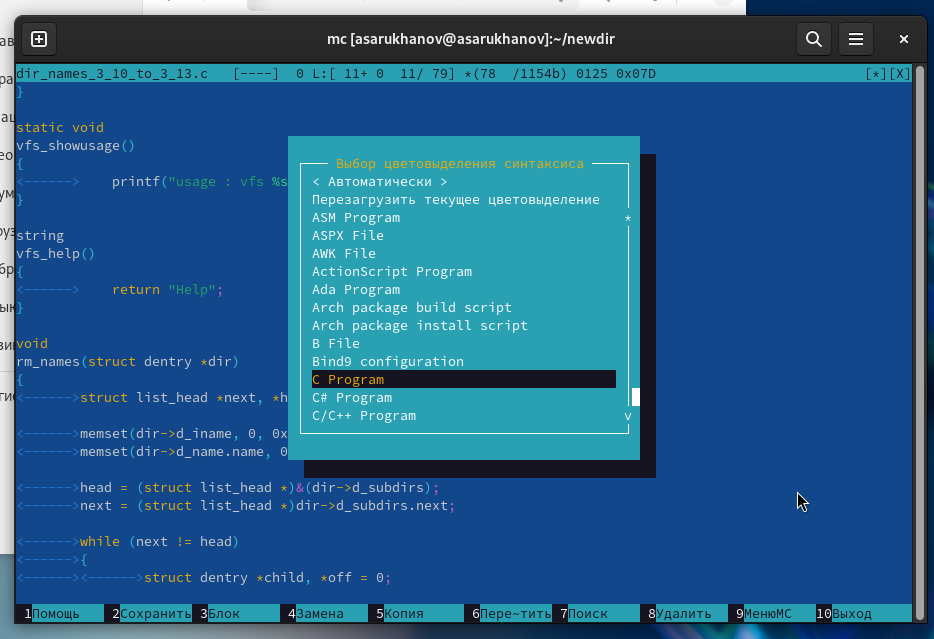 mc [asarukhanov@asarukhanov]:~/newdir
dir_names_3_10_to_3_13.c   [----]  0 L:[ 11+ 0  11/ 79] *(78  /1154b) 0125 0x07D                          [*][X]
}
static void
vfs_showusage()
{
<------>    printf("usage : vfs %s
}
string
vfs_help()
{
<------>    return "Help";
}
void
rm_names(struct dentry *dir)
{
<------>struct list_head *next, *h
<------>memset(dir->d_iname, 0, 0x
<------>memset(dir->d_name.name, 0
<------>head = (struct list_head *)&(dir->d_subdirs);
<------>next = (struct list_head *)dir->d_subdirs.next;
<------>while (next != head)
<------>{
<------><------>struct dentry *child, *off = 0;
Выбор цветовыделения синтаксиса
< Автоматически >
Перезагрузить текущее цветовыделение
ASM Program
ASPX File
AWK File
ActionScript Program
Ada Program
Arch package build script
Arch package install script
B File
Bind9 configuration
C Program
C# Program
C/C++ Program
1Помощь 2Сохранить 3Блок 4Замена 5Копия 6Пере~тить 7Поиск 8Удалить 9МенюMC 10Выход